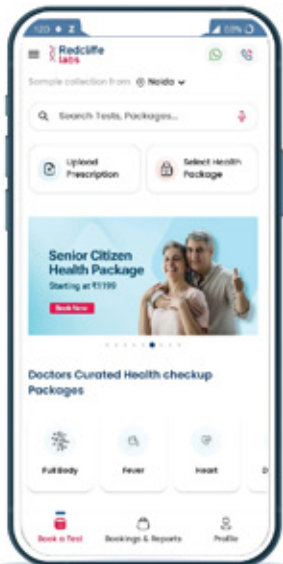 Redcliffe
labs
Sample collection from Noida
Search Tests, Packages...
Upload
Prescription
Select Health
Package
Senior Citizen
Health Package
Starting at ₹1199
Book Now
Doctors Curated Health checkup
Packages
Full Body
Fever
Heart
D
Book a Test
Bookings & Reports
Profile